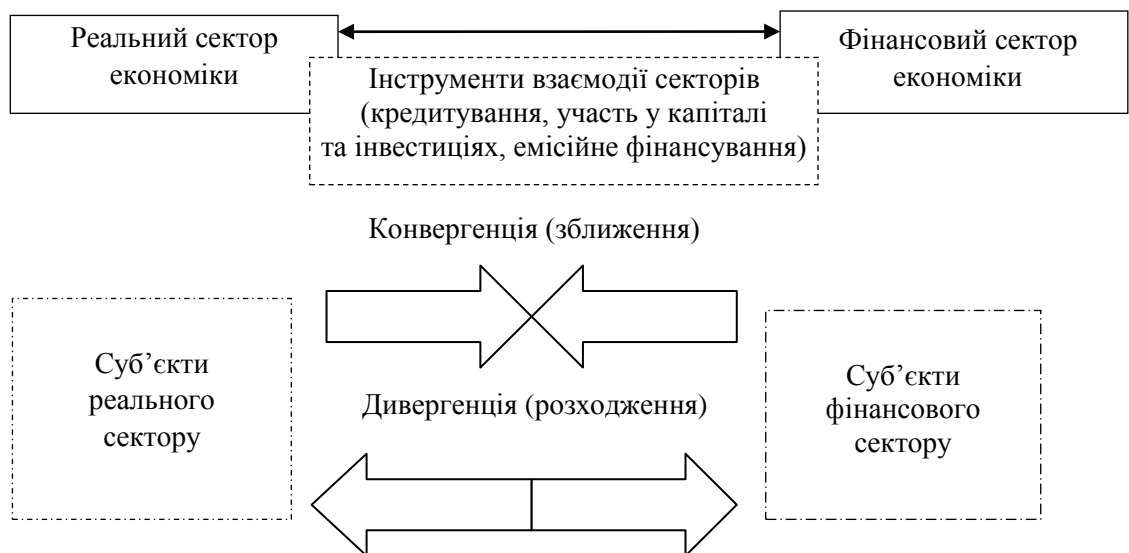 Реальний сектор
економіки
Фінансовий сектор
економіки
Інструменти взаємодії секторів
(кредитування, участь у капіталі
та інвестиціях, емісійне фінансування)
Конвергенція (зближення)
Суб’єкти
реального
сектору
Суб’єкти
фінансового
сектору
Дивергенція (розходження)